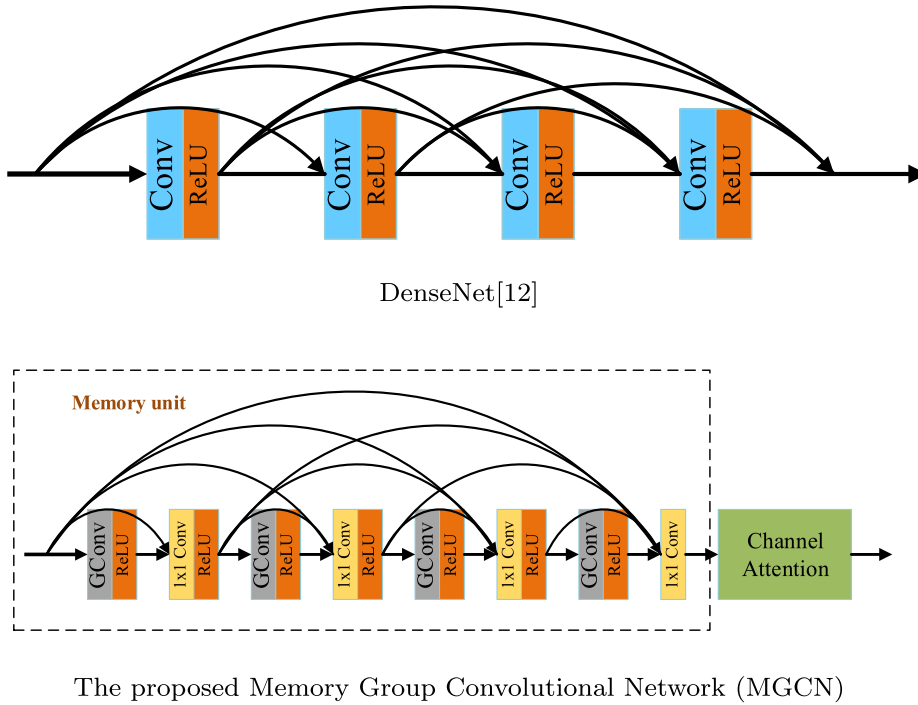 Conv
ReLU
Conv
ReLU
Conv
ReLU
Conv
ReLU
DenseNet[12]
Memory unit
GConv
ReLU
1x1 Conv
ReLU
GConv
ReLU
1x1 Conv
ReLU
GConv
ReLU
1x1 Conv
ReLU
GConv
ReLU
1x1 Conv
Channel
Attention
The proposed Memory Group Convolutional Network (MGCN)